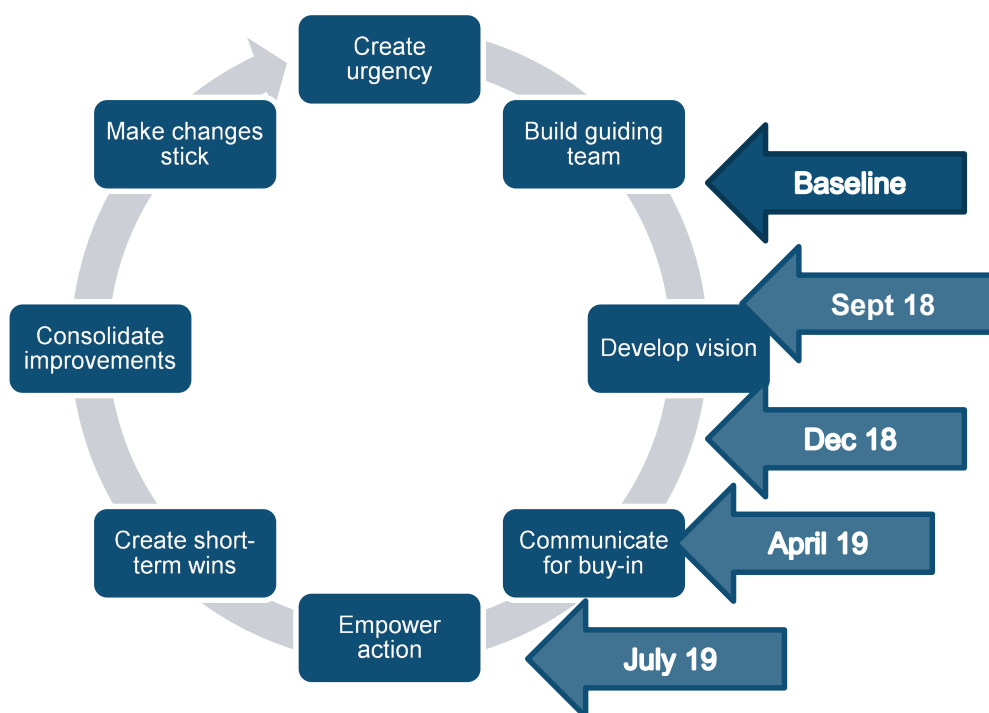 Create
urgency
Build guiding
team
Baseline
Sept 18
Develop vision
Dec 18
Communicate
for buy-in
April 19
July 19
Empower
action
Create short-
term wins
Consolidate
improvements
Make changes
stick